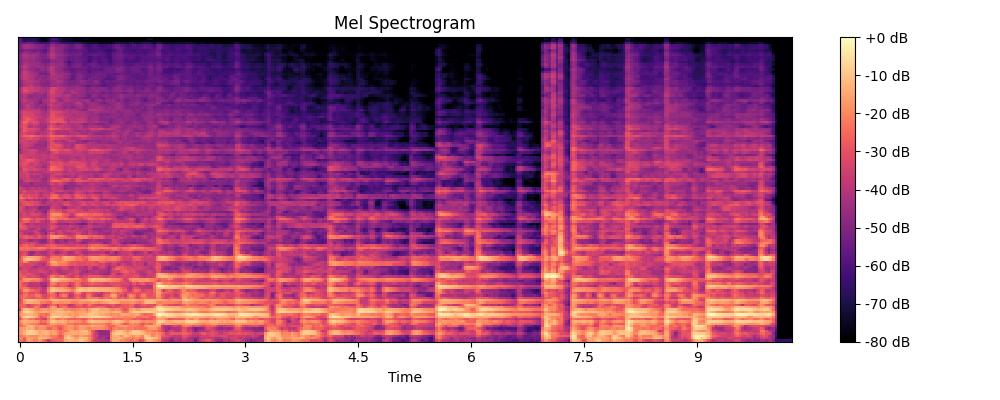 Mel Spectrogram
+0 dB
-10 dB
-20 dB
-30 dB
-40 dB
-50 dB
-60 dB
-70 dB
-80 dB
0 1.5 3 4.5 6 7.5 9
Time